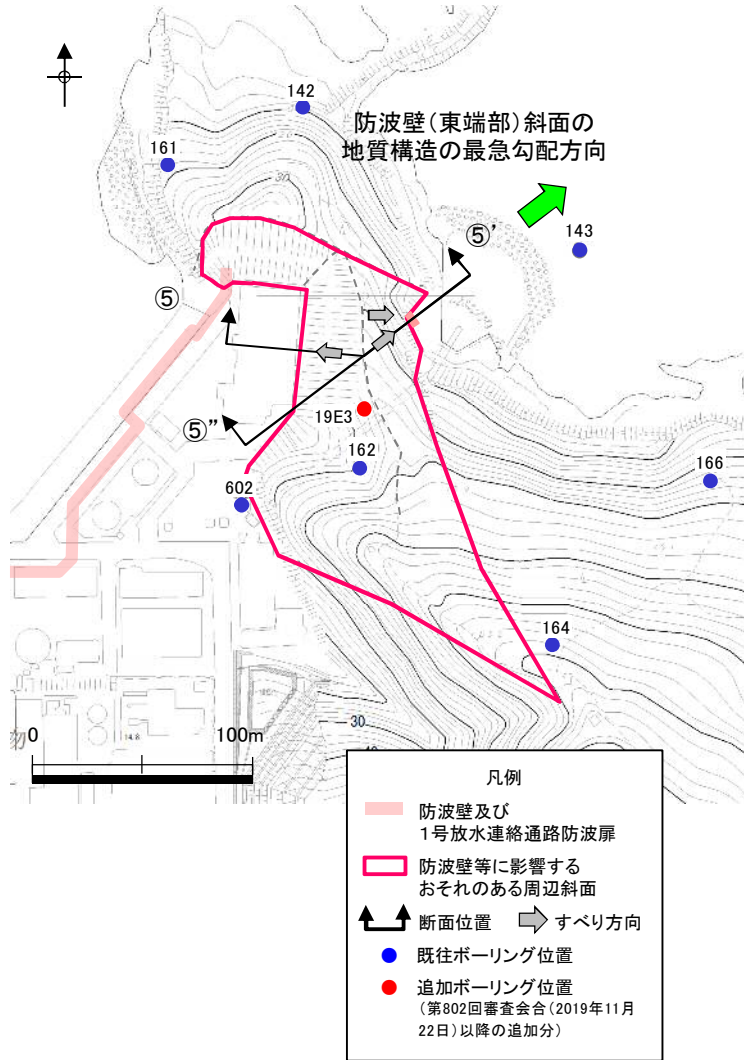 142
防波壁(東端部)斜面の
地質構造の最急勾配方向
161
30
143
⑤'
⑤
19E3
⑤”
162
166
602
164
30
0
100m
14.8
凡例
防波壁及び
1号放水連絡通路防波扉
防波壁等に影響する
おそれのある周辺斜面
断面位置
すべり方向
既往ボーリング位置
追加ボーリング位置
(第802回審査会合(2019年11月
22日)以降の追加分)